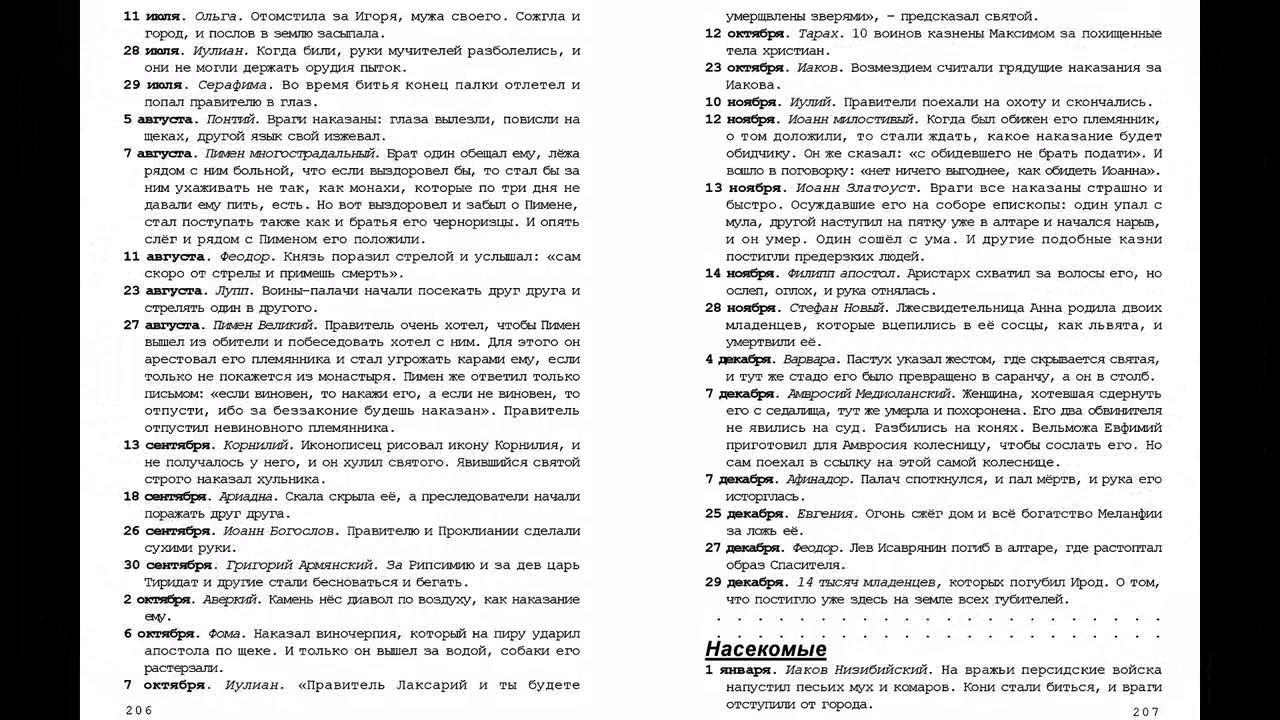 11 июля. Ольга. Отомстила за Игоря, мужа своего. Сожгла и
город, и послов в землю засыпала.
28 июля. Иулиан. Когда били, руки мучителей разболелись, и
они не могли держать орудия пыток.
29 июля. Серафима. Во время битья конец палки отлетел и
попал правителю в глаз.
5 августа. Понтий. Враги наказаны: глаза вылезли, повисли на
щеках, другой язык свой изжевал.
7 августа. Пимен многострадальный. Брат один обещал ему, лёжа
рядом с ним больной, что если выздоровел бы, то стал бы за
ним ухаживать не так, как монахи, которые по три дня не
давали ему пить, есть. Но вот выздоровел и забыл о Пимене,
стал поступать также как и братья его черноризцы. И опять
слёг и рядом с Пименом его положили.
11 августа. Феодор. Князь поразил стрелой и услышал: «сам
скоро от стрелы и примешь смерть».
23 августа. Лупп. Воины-палачи начали посекать друг друга и
стрелять один в другого.
27 августа. Пимен Великий. Правитель очень хотел, чтобы Пимен
вышел из обители и побеседовать хотел с ним. Для этого он
арестовал его племянника и стал угрожать карами ему, если
только не покажется из монастыря. Пимен же ответил только
письмом: «если виновен, то накажи его, а если не виновен, то
отпусти, ибо за беззаконие будешь наказан». Правитель
отпустил невиновного племянника.
13 сентября. Корнилий. Иконописец рисовал икону Корнилия, и
не получалось у него, и он хулил святого. Явившийся святой
строго наказал хульника.
18 сентября. Ариадна. Скала скрыла её, а преследователи начали
поражать друг друга.
26 сентября. Иоанн Богослов. Правителю и Проклиании сделали
сухими руки.
30 сентября. Григорий Армянский. За Рипсимию и за дев царь
Тиридат и другие стали бесноваться и бегать.
2 октября. Аверкий. Камень нёс диавол по воздуху, как наказание
ему.
6 октября. Фома. Наказал виночерпия, который на пиру ударил
апостола по щеке. И только он вышел за водой, собаки его
растерзали.
7 октября. Иулиан. «Правитель Лаксарий и ты будете
206
умерщвлены зверями», – предсказал святой.
12 октября. Тарах. 10 воинов казнены Максимом за похищенные
тела христиан.
23 октября. Иаков. Возмездием считали грядущие наказания за
Иакова.
10 ноября. Иулий. Правители поехали на охоту и скончались.
12 ноября. Иоанн милостивый. Когда был обижен его племянник,
о том доложили, то стали ждать, какое наказание будет
обидчику. Он же сказал: «с обидевшего не брать подати». И
вошло в поговорку: «нет ничего выгоднее, как обидеть Иоанна».
13 ноября. Иоанн Златоуст. Враги все наказаны страшно и
быстро. Осуждавшие его на соборе епископы: один упал с
мула, другой наступил на пятку уже в алтаре и начался нарыв,
и он умер. Один сошёл с ума. И другие подобные казни
постигли предерзких людей.
14 ноября. Филипп апостол. Аристарх схватил за волосы его, но
ослеп, оглох, и рука отнялась.
28 ноября. Стефан Новый. Лжесвидетельница Анна родила двоих
младенцев, которые вцепились в её сосцы, как львята, и
умертвили её.
4 декабря. Варвара. Пастух указал жестом, где скрывается святая,
и тут же стадо его было превращено в саранчу, а он в столб.
7 декабря. Амвросий Медиоланский. Женщина, хотевшая сдернуть
его с седалища, тут же умерла и похоронена. Его два обвинителя
не явились на суд. Разбились на конях. Вельможа Евфимий
приготовил для Амвросия колесницу, чтобы сослать его. Но
сам поехал в ссылку на этой самой колеснице.
7 декабря. Афинадор. Палач споткнулся, и пал мёртв, и рука его
исторглась.
25 декабря. Евгения. Огонь сжёг дом и всё богатство Меланфии
за ложь её.
27 декабря. Феодор. Лев Исаврянин погиб в алтаре, где растоптал
образ Спасителя.
29 декабря. 14 тысяч младенцев, которых погубил Ирод. О том,
что постигло уже здесь на земле всех губителей.
Насекомые
1 января. Иаков Низибийский. На вражьи персидские войска
напустил песьих мух и комаров. Кони стали биться, и враги
отступили от города.
207